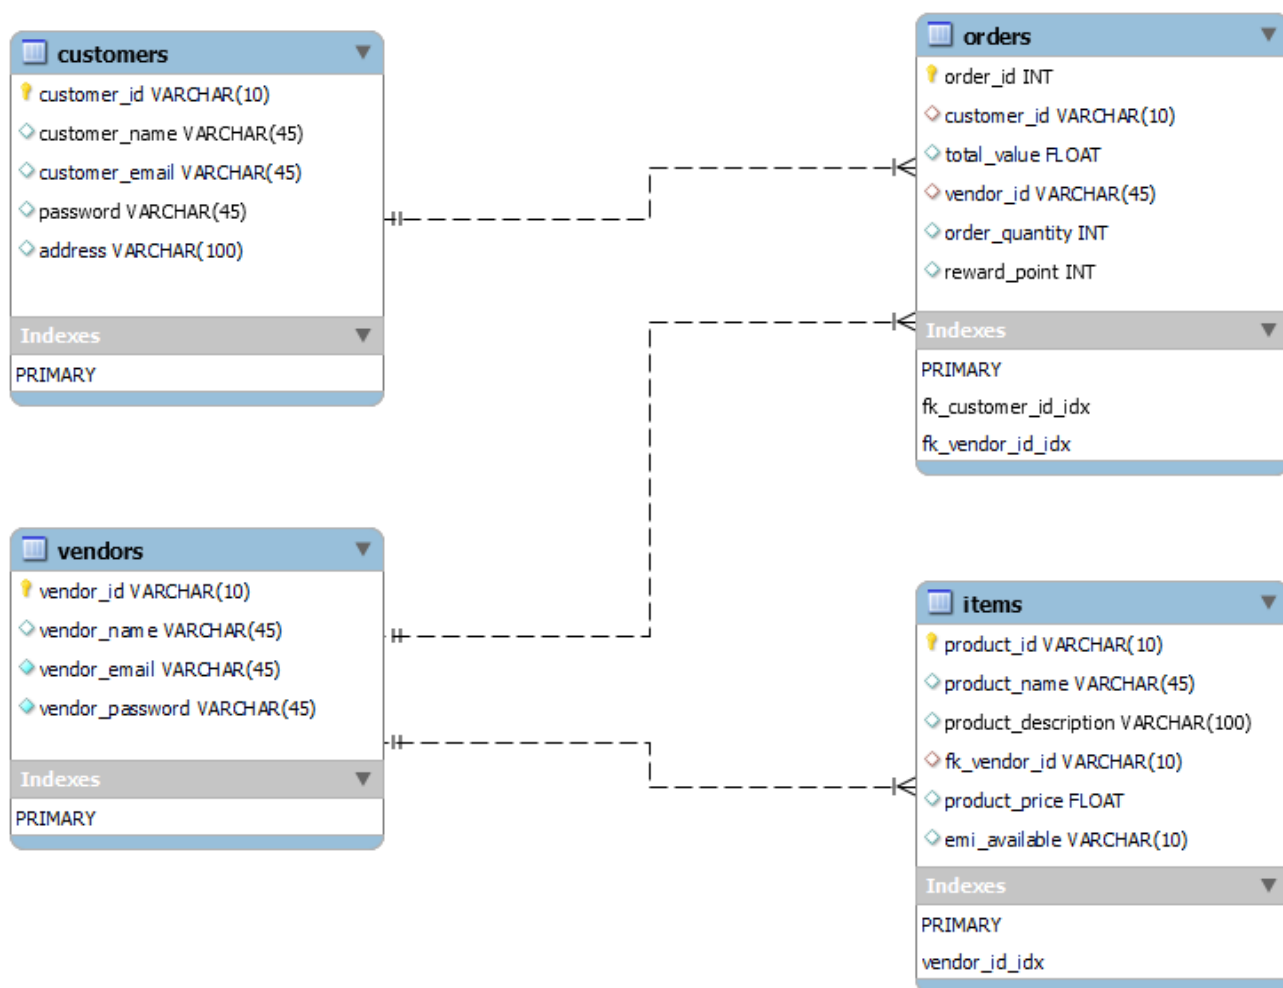 customers
customer_id VARCHAR(10)
customer_name VARCHAR(45)
customer_email VARCHAR(45)
password VARCHAR(45)
address VARCHAR(100)
Indexes
PRIMARY
orders
order_id INT
customer_id VARCHAR(10)
total_value FLOAT
vendor_id VARCHAR(45)
order_quantity INT
reward_point INT
Indexes
PRIMARY
fk_customer_id_idx
fk_vendor_id_idx
vendors
vendor_id VARCHAR(10)
vendor_name VARCHAR(45)
vendor_email VARCHAR(45)
vendor_password VARCHAR(45)
Indexes
PRIMARY
items
product_id VARCHAR(10)
product_name VARCHAR(45)
product_description VARCHAR(100)
fk_vendor_id VARCHAR(10)
product_price FLOAT
emi_available VARCHAR(10)
Indexes
PRIMARY
vendor_id_idx